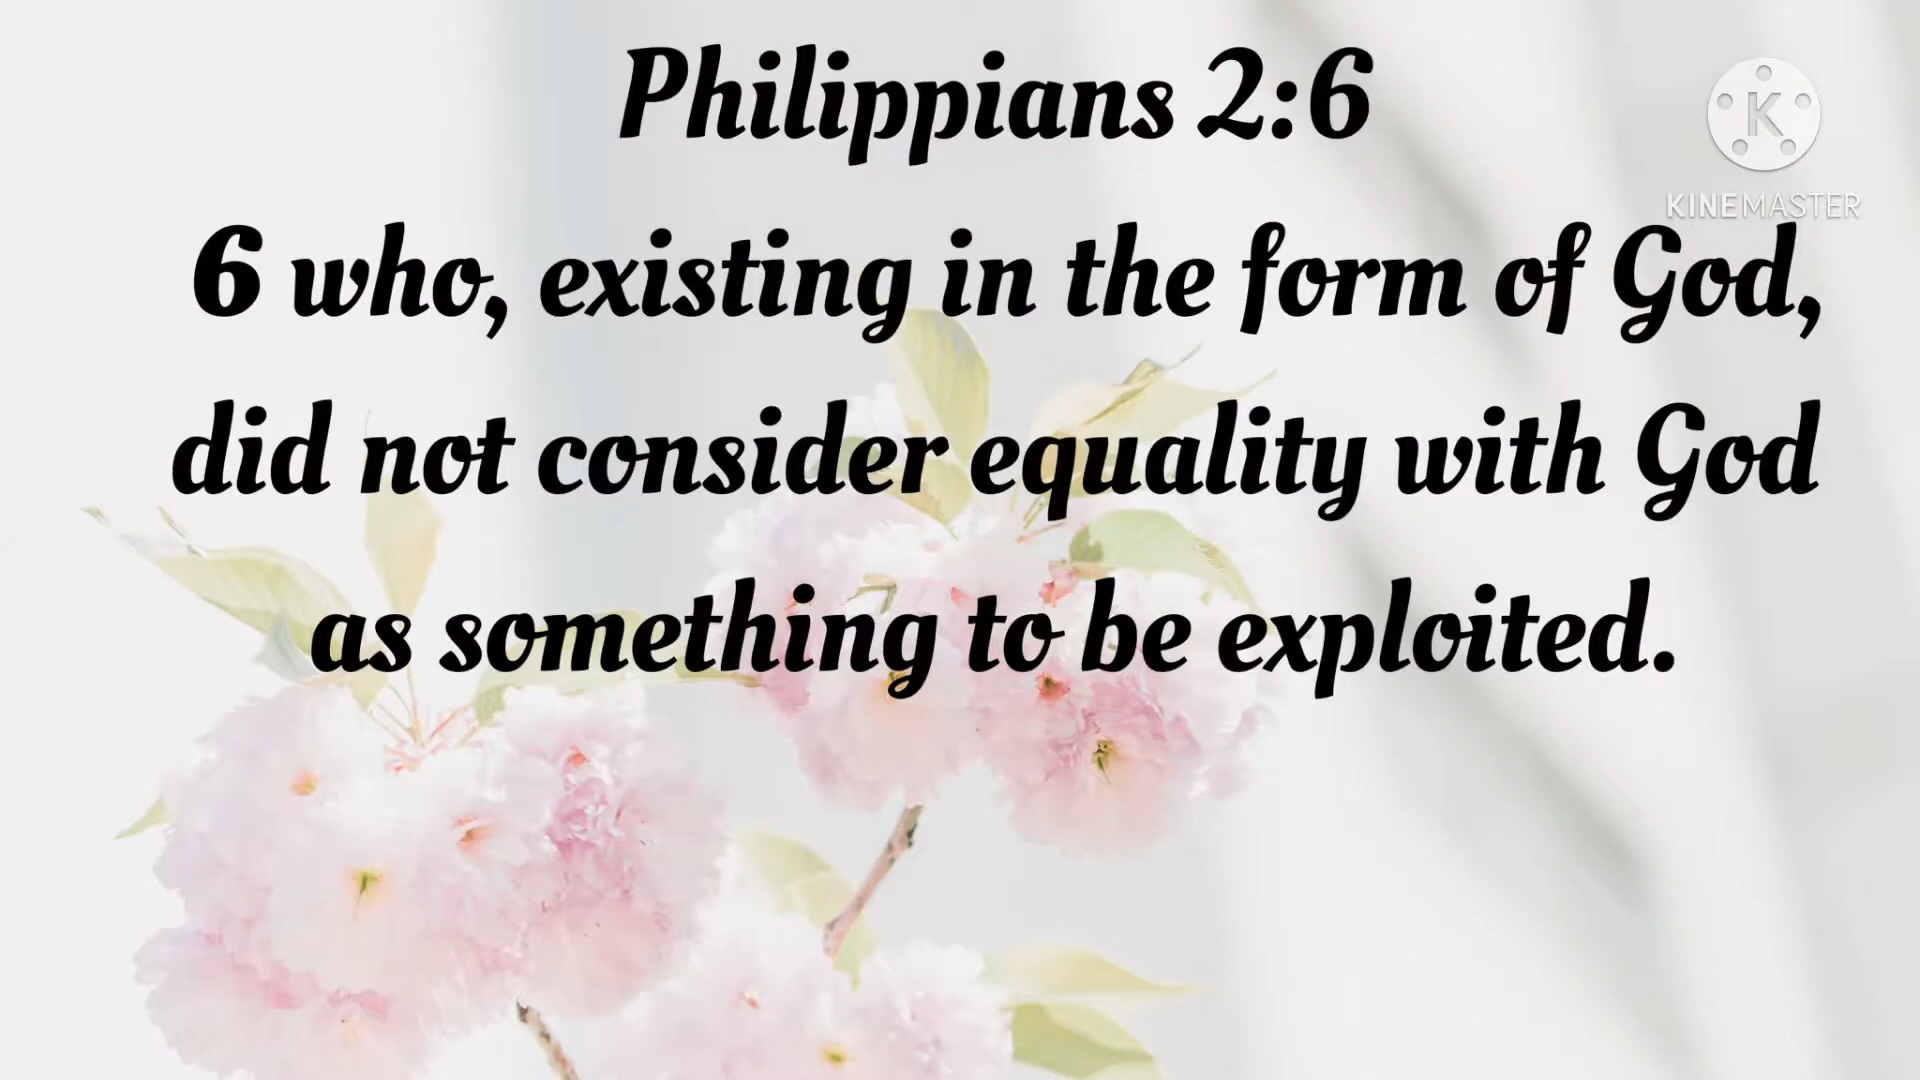 Philippians 2:6
K
KINEMASTER
6 who, existing in the form of God,
did not consider equality with God
as something to be exploited.